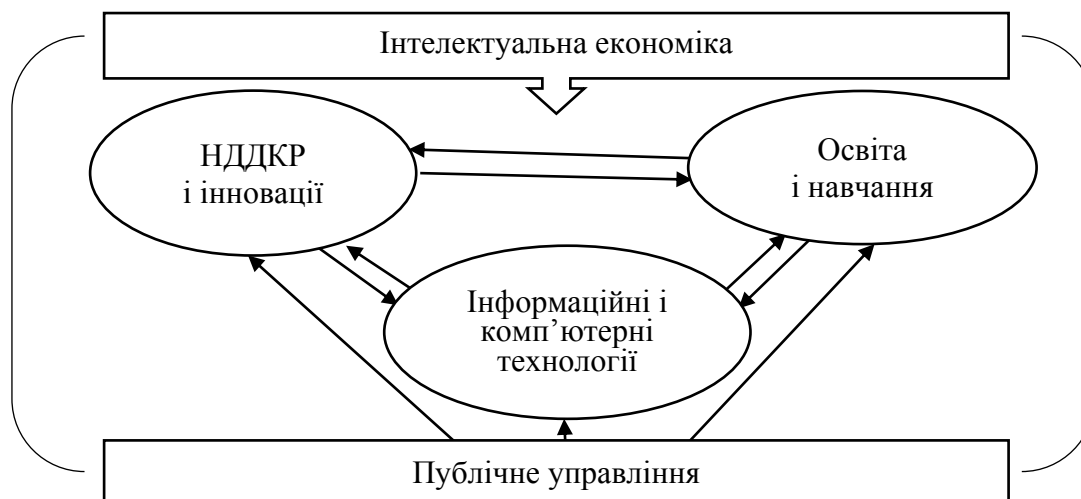 Інтелектуальна економіка
НДДКР
і інновації
Освіта
і навчання
Інформаційні і
комп’ютерні
технології
Публічне управління